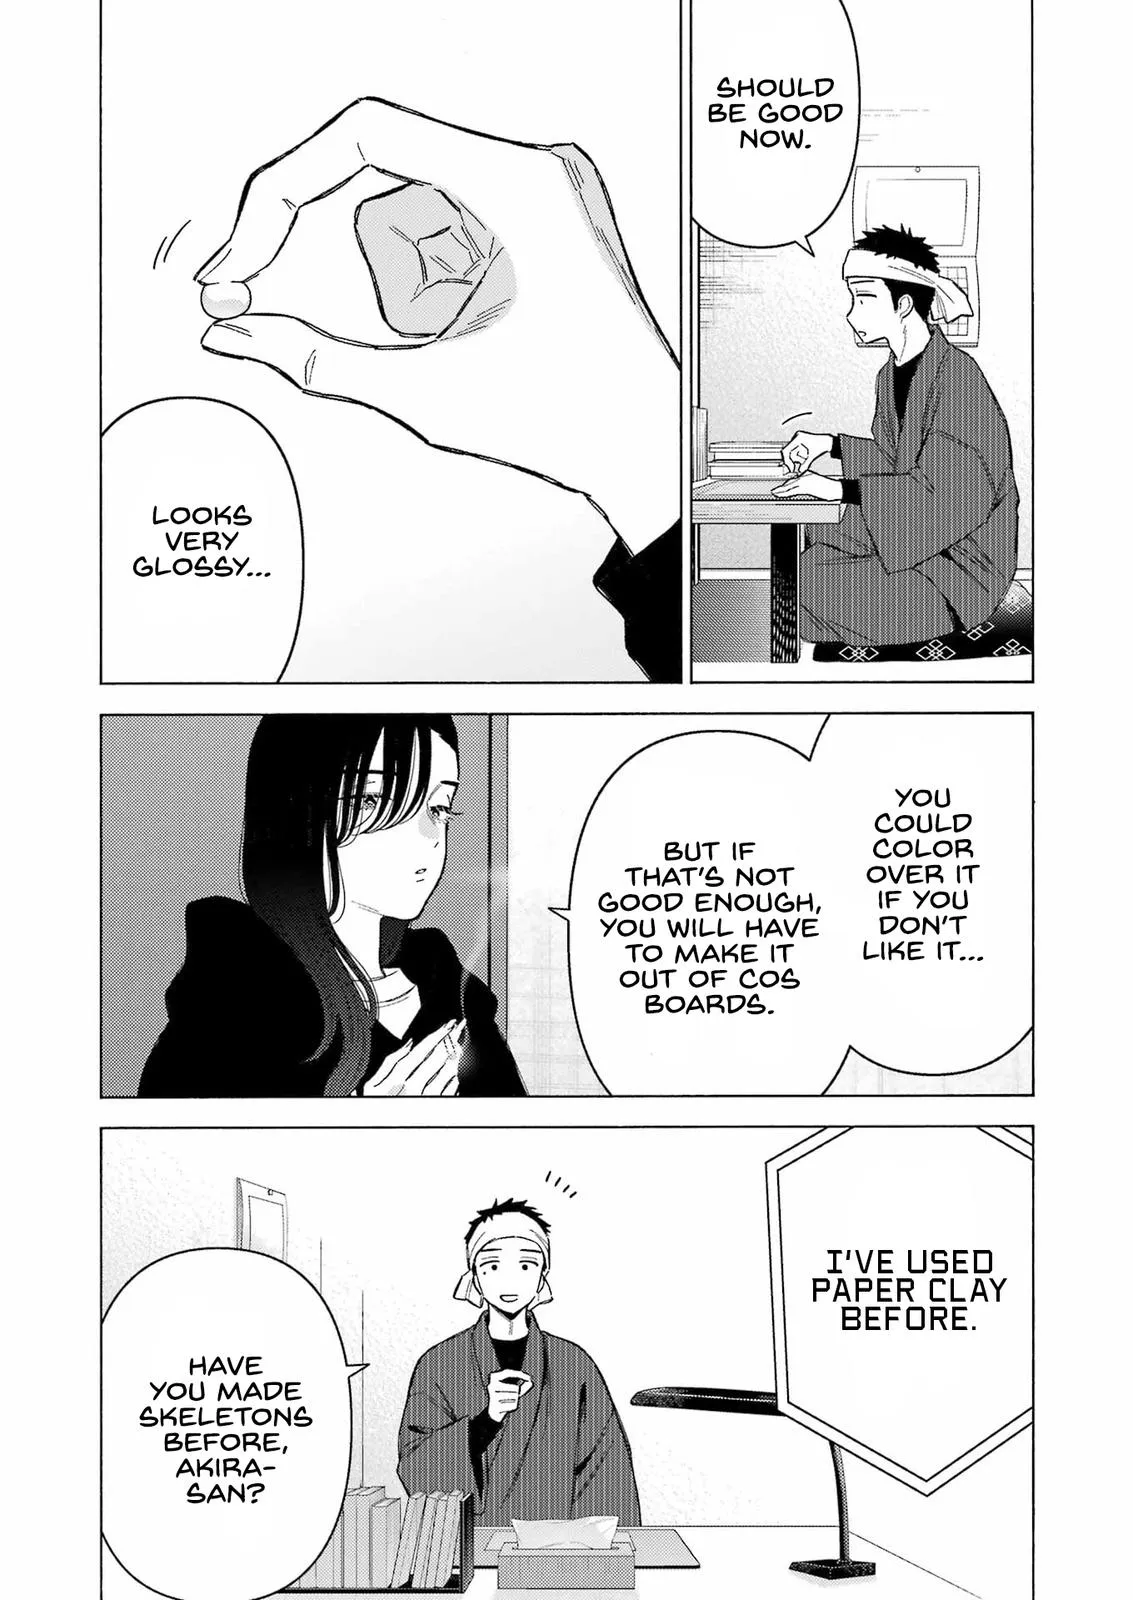 SHOULD
BE GOOD
NOW.
LOOKS
VERY
GLOSSY...
YOU
COULD
COLOR
OVER IT
IF YOU
DON'T
LIKE IT...
BUT IF
THAT'S NOT
GOOD ENOUGH,
YOU WILL HAVE
TO MAKE IT
OUT OF COS
BOARDS.
I'VE USED
PAPER CLAY
BEFORE.
HAVE
YOU MADE
SKELETONS
BEFORE,
AKIRA-
SAN?